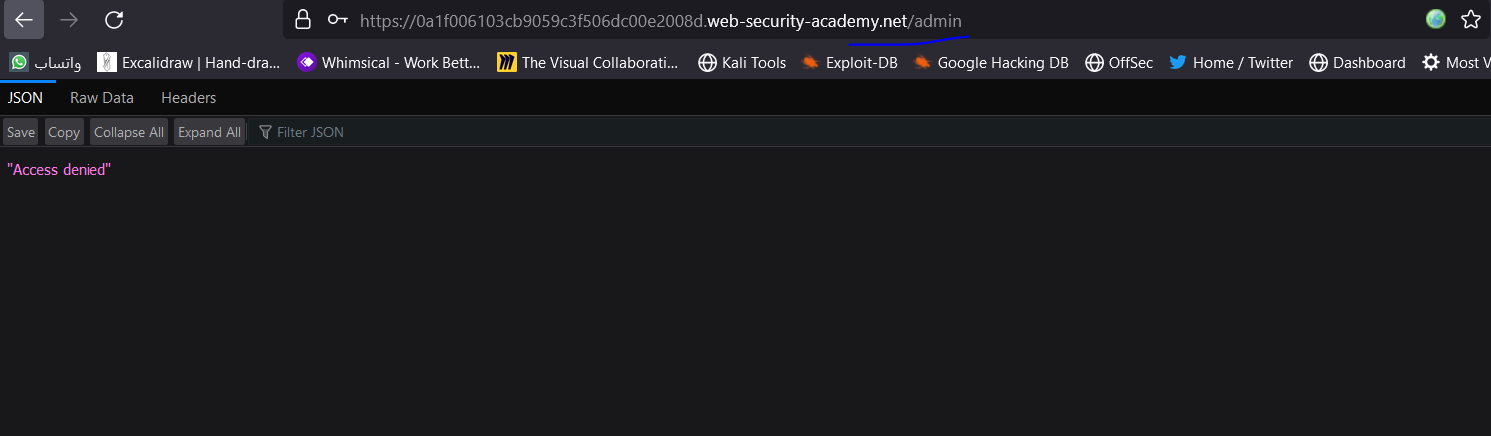 https://0a1f006103cb9059c3f506dc00e2008d.web-security-academy.net/admin
واتساب Excalidraw | Hand-dra... Whimsical - Work Bett... The Visual Collaborati... Kali Tools Exploit-DB Google Hacking DB OffSec Home / Twitter Dashboard Most V
JSON Raw Data Headers
Save Copy Collapse All Expand All Filter JSON
"Access denied"